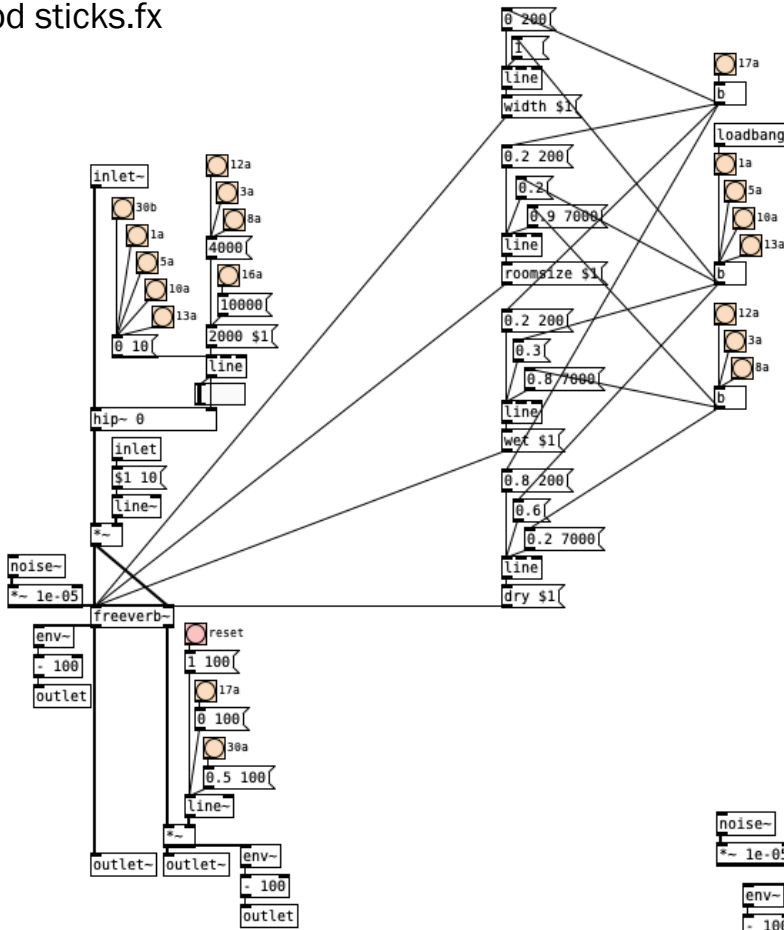 od sticks.fx
inlet~
30b
1a
5a
10a
13a
0 10
12a
3a
8a
4000
16a
10000
2000 $1
line
hip~ 0
inlet
$1 10
line~
*~
noise~
*~ 1e-05
freeverb~
env~
- 100
outlet
reset
1 100
17a
0 100
30a
0.5 100
line~
*~
outlet~
outlet~
env~
- 100
outlet
0 200
1
line
width $1
0.2 200
0.2
0.9 7000
line
roomsize $1
0.2 200
0.3
0.8 7000
line
wet $1
0.8 200
0.6
0.2 7000
line
dry $1
17a
b
loadbang
1a
5a
10a
13a
b
12a
3a
8a
b
noise~
*~ 1e-05
env~
- 100